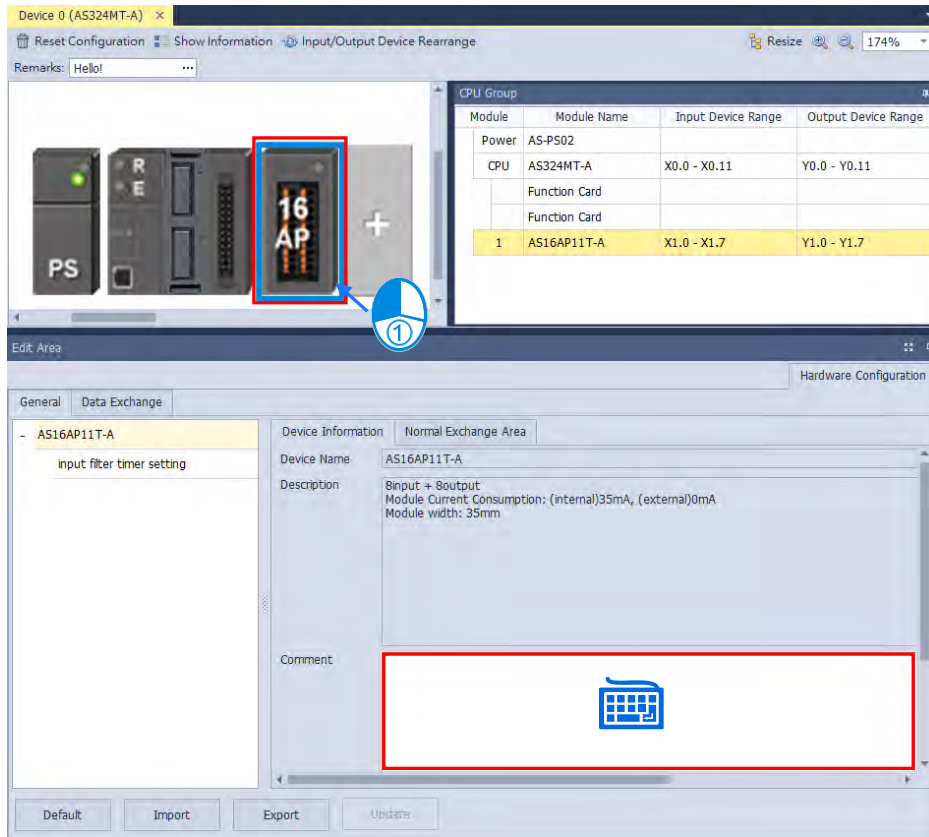 Device 0 (AS324MT-A) ×
Reset Configuration Show Information Input/Output Device Rearrange Resize 174%
Remarks: Hello! ...
CPU Group
Module Module Name Input Device Range Output Device Range
Power AS-PS02
CPU AS324MT-A X0.0 - X0.11 Y0.0 - Y0.11
Function Card
Function Card
1 AS16AP11T-A X1.0 - X1.7 Y1.0 - Y1.7
PS
R
E
16
AP
+
①
Edit Area
Hardware Configuration
General Data Exchange
- AS16AP11T-A
input filter timer setting
Device Information Normal Exchange Area
Device Name AS16AP11T-A
Description 8input + 8output
Module Current Consumption: (internal)35mA, (external)0mA
Module width: 35mm
Comment
Default Import Export Update